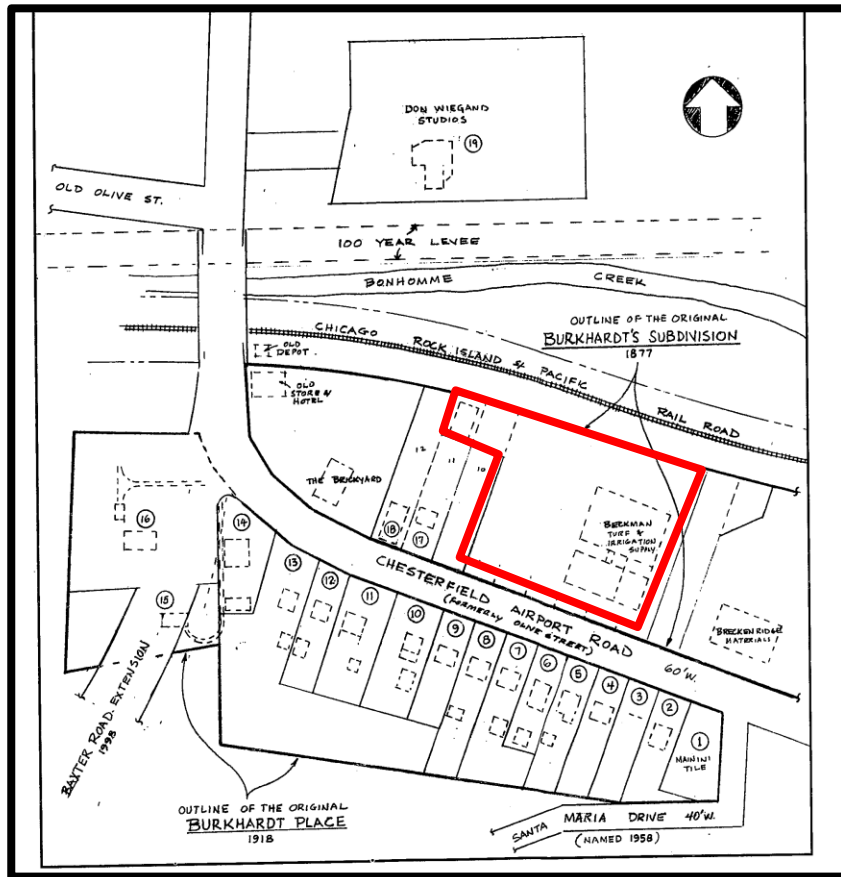 DON WIEGAND
STUDIOS
19
OLD OLIVE ST.
100 YEAR LEVEE
BONHOMME CREEK
OUTLINE OF THE ORIGINAL
BURKHARDT'S SUBDIVISION
1877
CHICAGO ROCK ISLAND & PACIFIC RAIL ROAD
OLD
DEPOT
OLD
STORE &
HOTEL
12
11
10
THE BRICKYARD
BEEKMAN
TURF &
IRRIGATION
SUPPLY
16
14
18
17
13
12
11
10
9
8
7
6
5
4
3
2
1
MAININI
TILE
15
CHESTERFIELD AIRPORT ROAD
(FORMERLY OLIVE STREET)
60'W.
BRECKENRIDGE
MATERIALS
BAXTER ROAD EXTENSION
1998
OUTLINE OF THE ORIGINAL
BURKHARDT PLACE
1918
SANTA MARIA DRIVE 40'W.
(NAMED 1958)